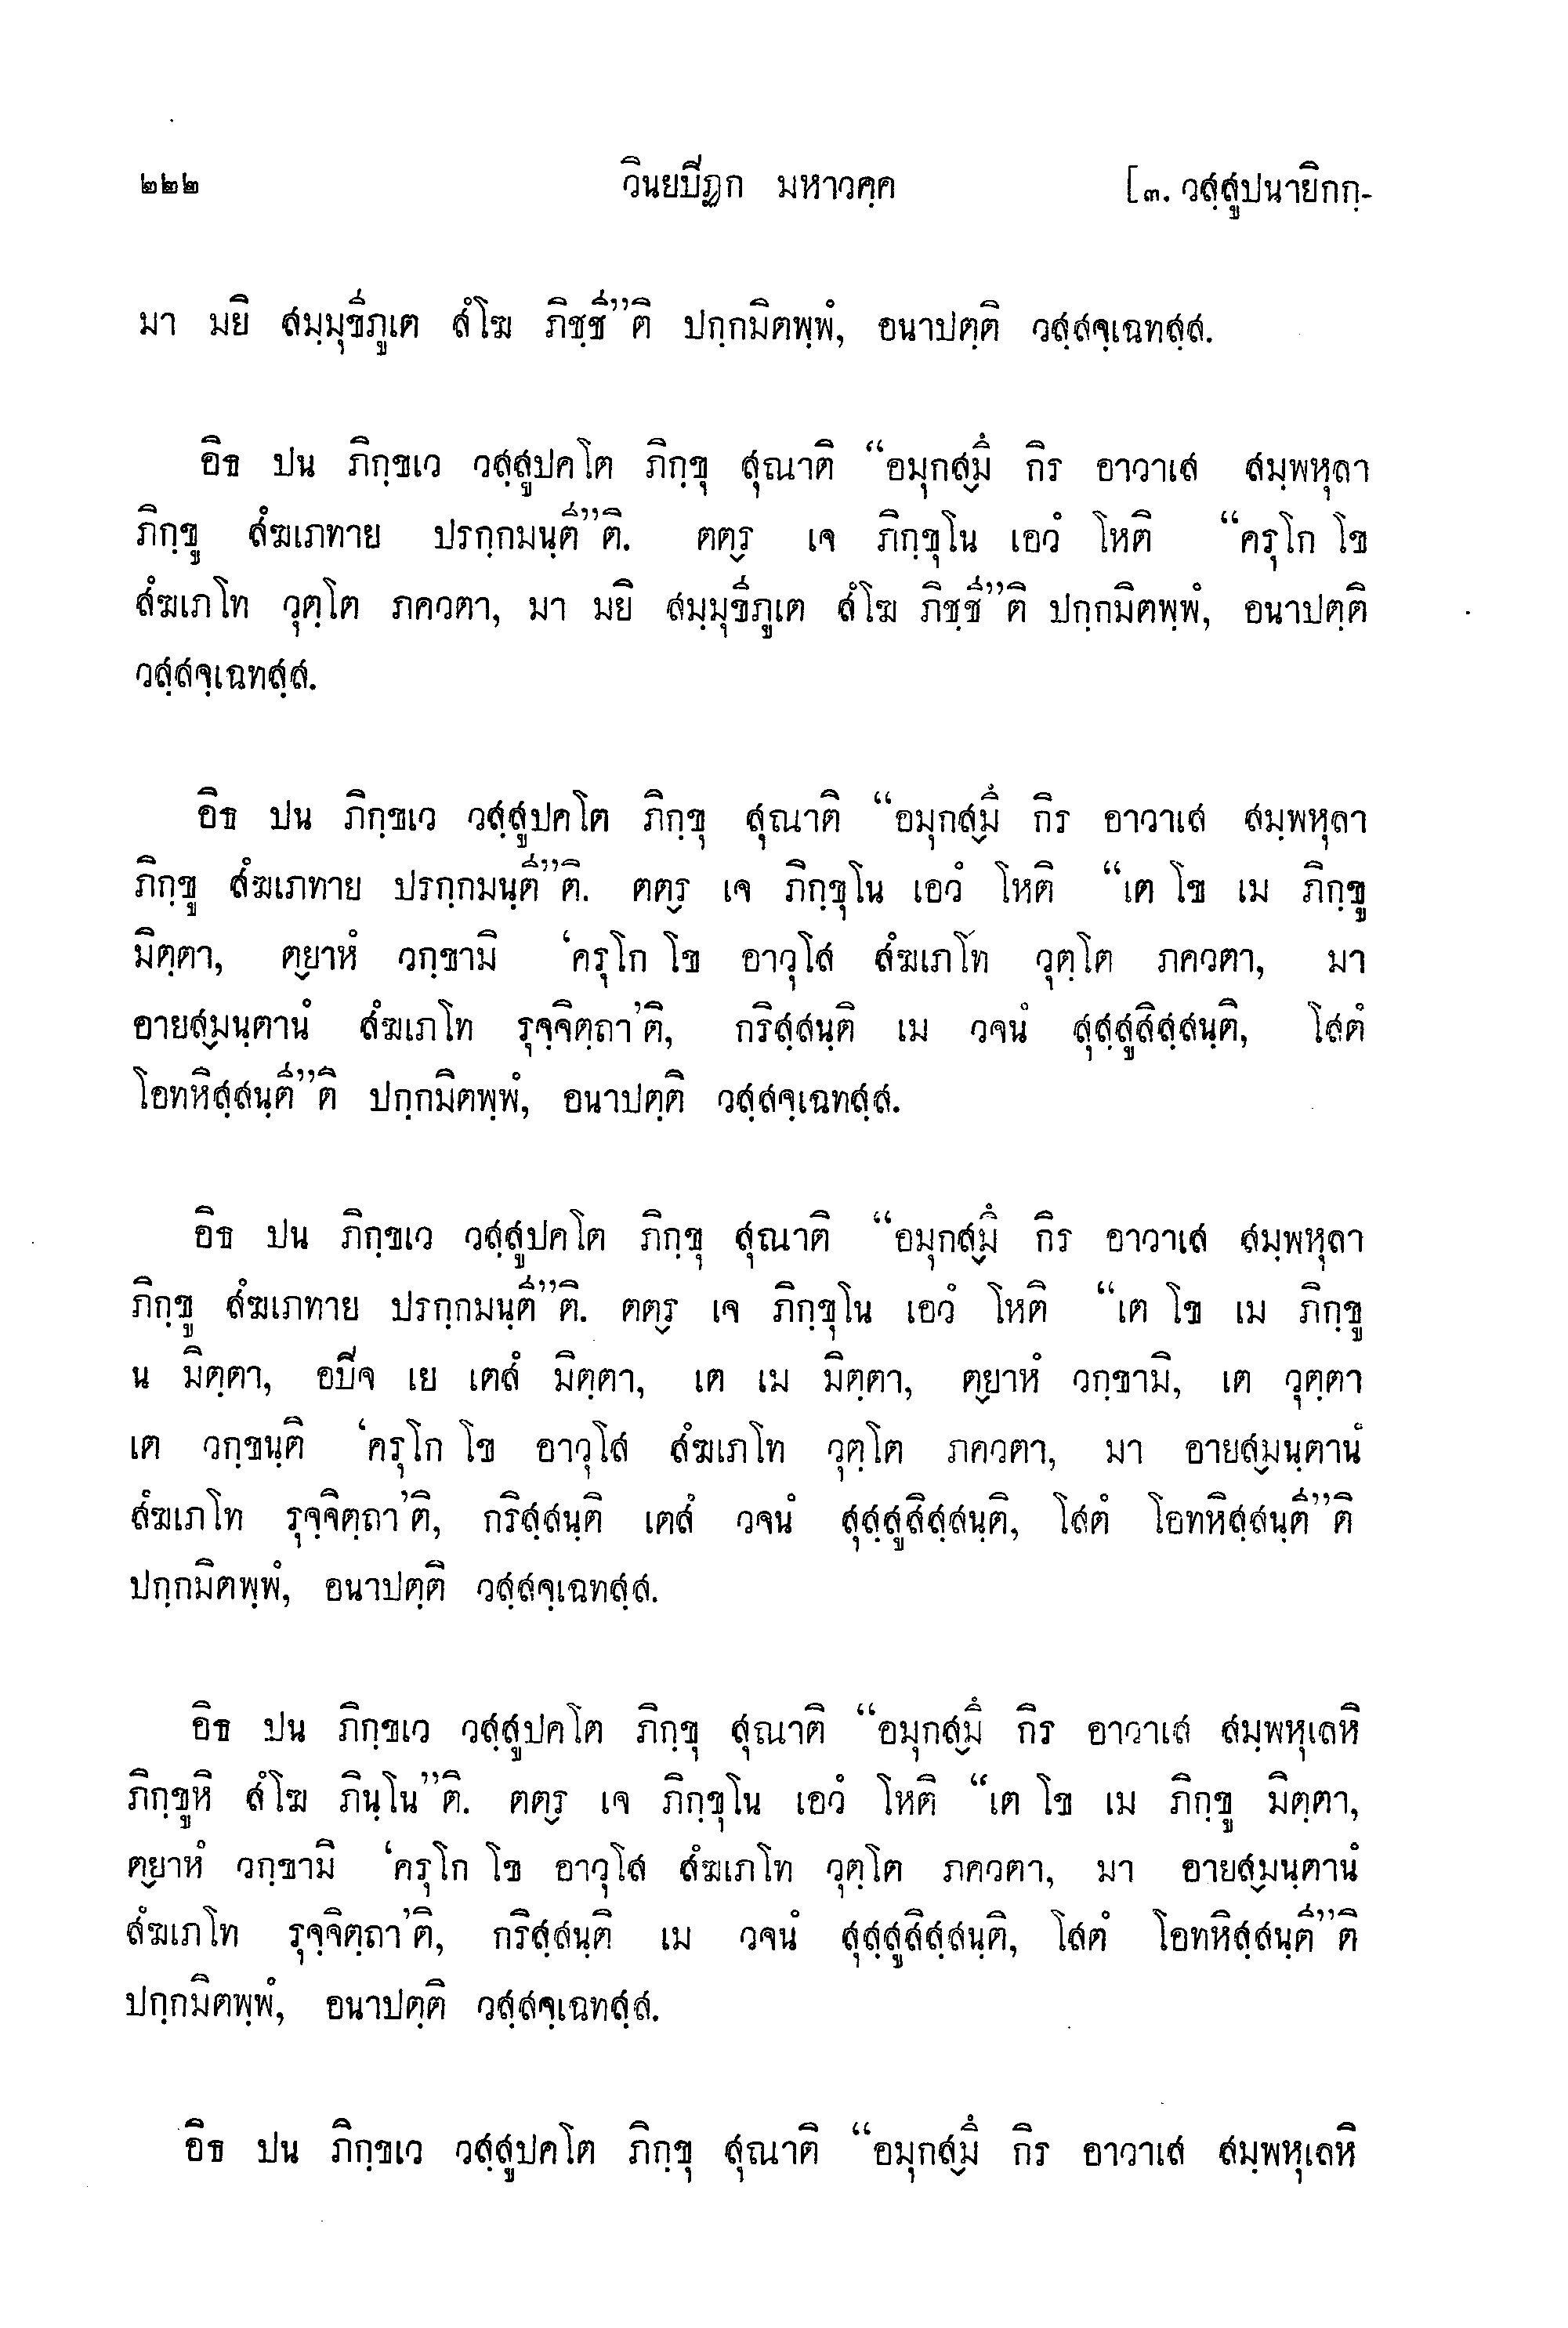 ๒๒๒ วินยปิฏก มหาวคฺค [๓. วสฺสูปนายิกกฺ-
มา มยิ สมฺมุขีภูเต สํโฆ ภิชฺชี”ติ ปกฺกมิตพฺพํ, อนาปตฺติ วสฺสจฺเฉทสฺส.
อิธ ปน ภิกฺขเว วสฺสูปคโต ภิกฺขุ สุณาติ “อมุกสฺมึ กิร อาวาเส สมฺพหุลา
ภิกฺขู สํฆเภทาย ปรกฺกมนฺตี”ติ. ตตฺร เจ ภิกฺขุโน เอวํ โหติ “ครุโก โข
สํฆเภโท วุตฺโต ภควตา, มา มยิ สมฺมุขีภูเต สํโฆ ภิชฺชี”ติ ปกฺกมิตพฺพํ, อนาปตฺติ
วสฺสจฺเฉทสฺส.
อิธ ปน ภิกฺขเว วสฺสูปคโต ภิกฺขุ สุณาติ “อมุกสฺมึ กิร อาวาเส สมฺพหุลา
ภิกฺขู สํฆเภทาย ปรกฺกมนฺตี”ติ. ตตฺร เจ ภิกฺขุโน เอวํ โหติ “เต โข เม ภิกฺขู
มิตฺตา, ตฺยาหํ วกฺขามิ ‘ครุโก โข อาวุโส สํฆเภโท วุตฺโต ภควตา, มา
อายสฺมนฺตานํ สํฆเภโท รุจฺจิตฺถา’ติ, กริสฺสนฺติ เม วจนํ สุสฺสูสิสฺสนฺติ, โสตํ
โอทหิสฺสนฺตี”ติ ปกฺกมิตพฺพํ, อนาปตฺติ วสฺสจฺเฉทสฺส.
อิธ ปน ภิกฺขเว วสฺสูปคโต ภิกฺขุ สุณาติ “อมุกสฺมึ กิร อาวาเส สมฺพหุลา
ภิกฺขู สํฆเภทาย ปรกฺกมนฺตี”ติ. ตตฺร เจ ภิกฺขุโน เอวํ โหติ “เต โข เม ภิกฺขู
น มิตฺตา, อปิจ เย เตสํ มิตฺตา, เต เม มิตฺตา, ตฺยาหํ วกฺขามิ, เต วุตฺตา
เต วกฺขนฺติ ‘ครุโก โข อาวุโส สํฆเภโท วุตฺโต ภควตา, มา อายสฺมนฺตานํ
สํฆเภโท รุจฺจิตฺถา’ติ, กริสฺสนฺติ เตสํ วจนํ สุสฺสูสิสฺสนฺติ, โสตํ โอทหิสฺสนฺตี”ติ
ปกฺกมิตพฺพํ, อนาปตฺติ วสฺสจฺเฉทสฺส.
อิธ ปน ภิกฺขเว วสฺสูปคโต ภิกฺขุ สุณาติ “อมุกสฺมึ กิร อาวาเส สมฺพหุเลหิ
ภิกฺขูหิ สํโฆ ภินฺโน”ติ. ตตฺร เจ ภิกฺขุโน เอวํ โหติ “เต โข เม ภิกฺขู มิตฺตา,
ตฺยาหํ วกฺขามิ ‘ครุโก โข อาวุโส สํฆเภโท วุตฺโต ภควตา, มา อายสฺมนฺตานํ
สํฆเภโท รุจฺจิตฺถา’ติ, กริสฺสนฺติ เม วจนํ สุสฺสูสิสฺสนฺติ, โสตํ โอทหิสฺสนฺตี”ติ
ปกฺกมิตพฺพํ, อนาปตฺติ วสฺสจฺเฉทสฺส.
อิธ ปน ภิกฺขเว วสฺสูปคโต ภิกฺขุ สุณาติ “อมุกสฺมึ กิร อาวาเส สมฺพหุเลหิ